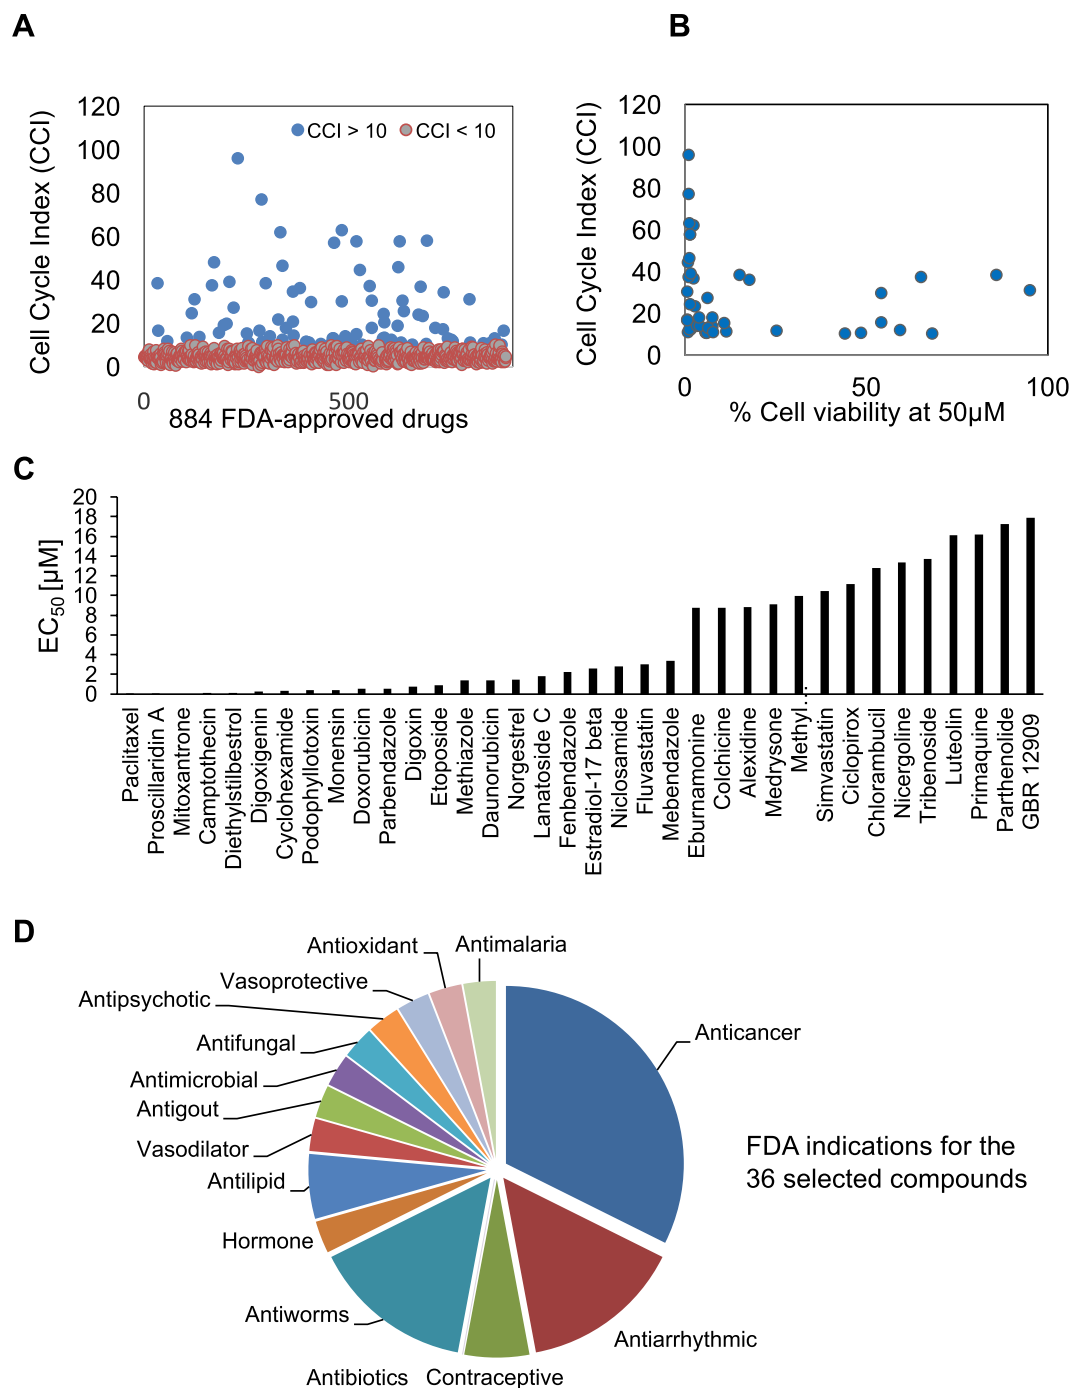 A
B
Cell Cycle Index (CCI)
120
100
80
60
40
20
0
CCI > 10
CCI < 10
0
500
884 FDA-approved drugs
Cell Cycle Index (CCI)
120
100
80
60
40
20
0
0
50
100
% Cell viability at 50µM
C
EC50 [µM]
20
18
16
14
12
10
8
6
4
2
0
Paclitaxel
Proscillaridin A
Mitoxantrone
Camptothecin
Diethylstilbestrol
Digoxigenin
Cyclohexamide
Podophyllotoxin
Monensin
Doxorubicin
Parbendazole
Digoxin
Etoposide
Methiazole
Daunorubicin
Norgestrel
Lanatoside C
Fenbendazole
Estradiol-17 beta
Niclosamide
Fluvastatin
Mebendazole
Eburnamonine
Colchicine
Alexidine
Medrysone
Methyl...
Simvastatin
Ciclopirox
Chlorambucil
Nicergoline
Tribenoside
Luteolin
Primaquine
Parthenolide
GBR 12909
D
Antioxidant
Antimalaria
Vasoprotective
Antipsychotic
Antifungal
Antimicrobial
Antigout
Vasodilator
Antilipid
Hormone
Antiworms
Antibiotics
Contraceptive
Antiarrhythmic
Anticancer
FDA indications for the
36 selected compounds